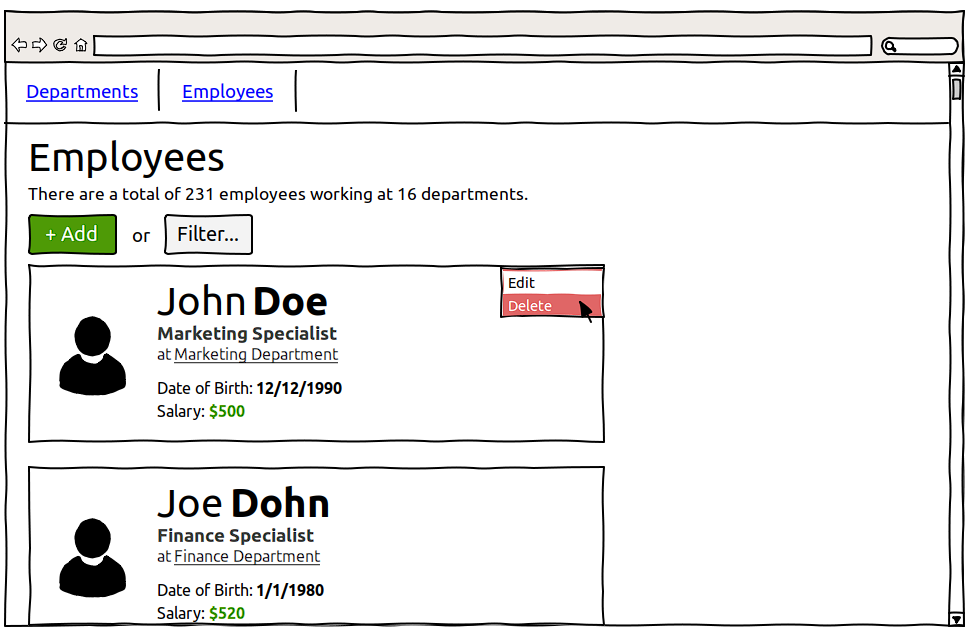 Departments Employees
Employees
There are a total of 231 employees working at 16 departments.
+ Add or Filter...
John Doe
Edit
Delete
Marketing Specialist
at Marketing Department
Date of Birth: 12/12/1990
Salary: $500
Joe Dohn
Finance Specialist
at Finance Department
Date of Birth: 1/1/1980
Salary: $520